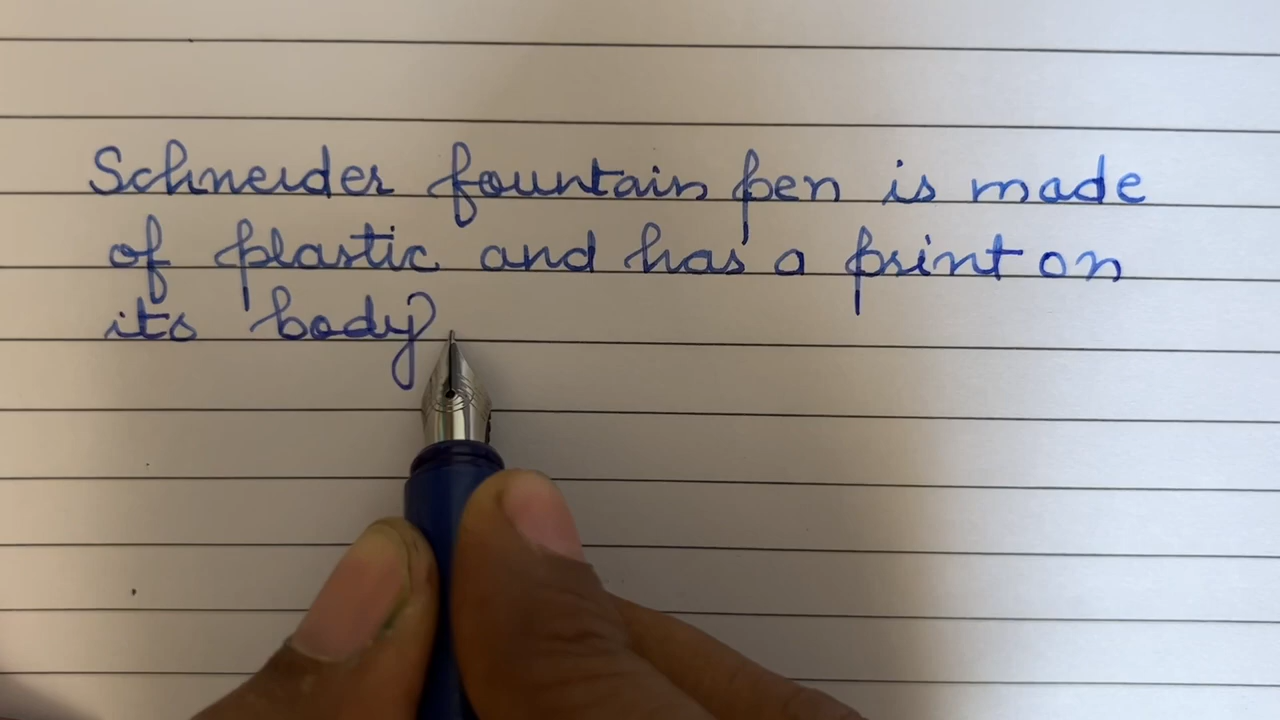 Schneider fountain pen is made
of plastic and has a print on
its body